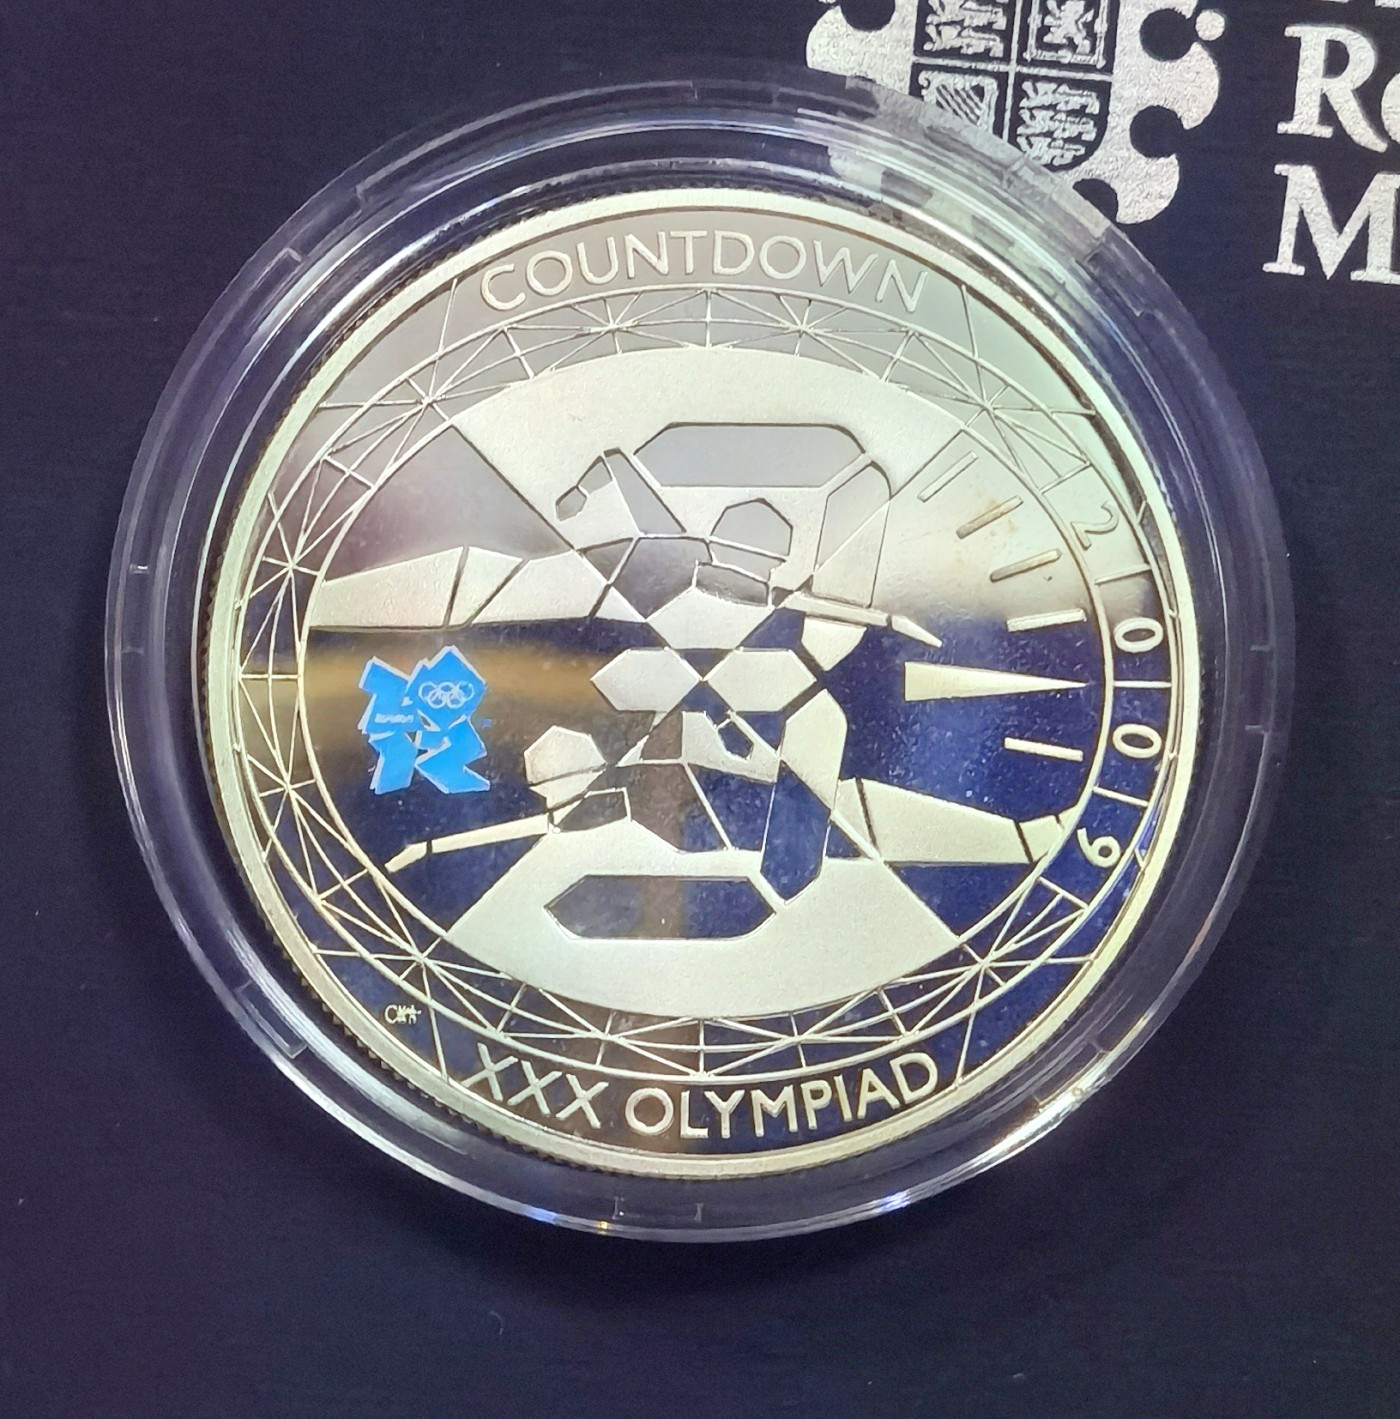 R
M
COUNTDOWN
2009
XXX OLYMPIAD